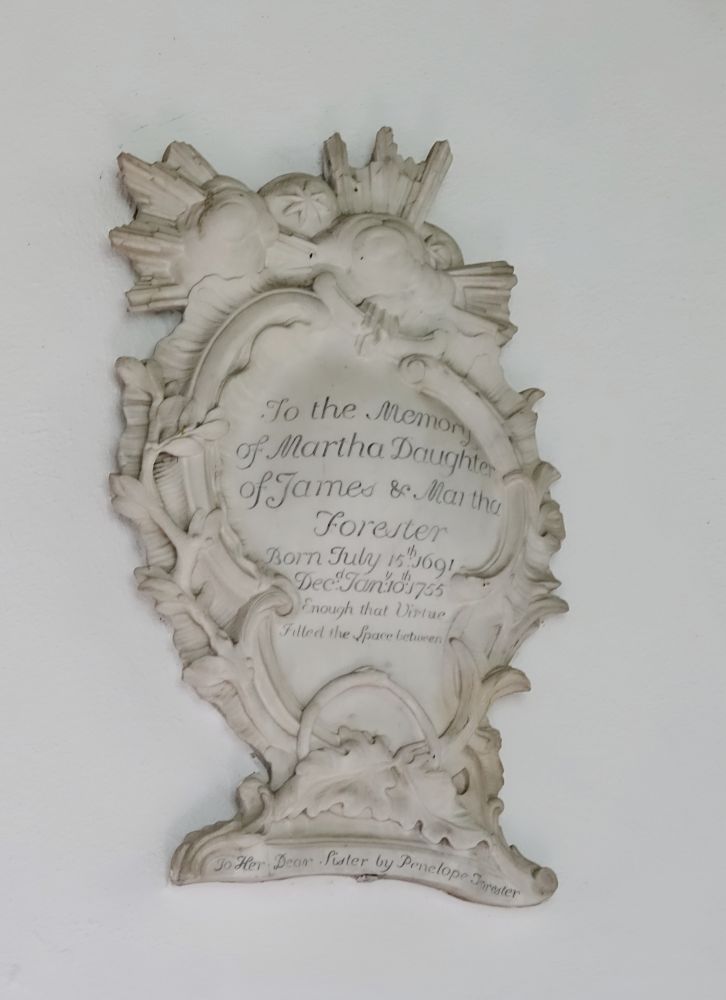 To the Memory
of Martha Daughter
of James & Martha
Forester
Born July 15th 1691
Decd Jany 10th 1755
Enough that Virtue
Filled the Space between
To Her Dear Sister by Penelope Forester